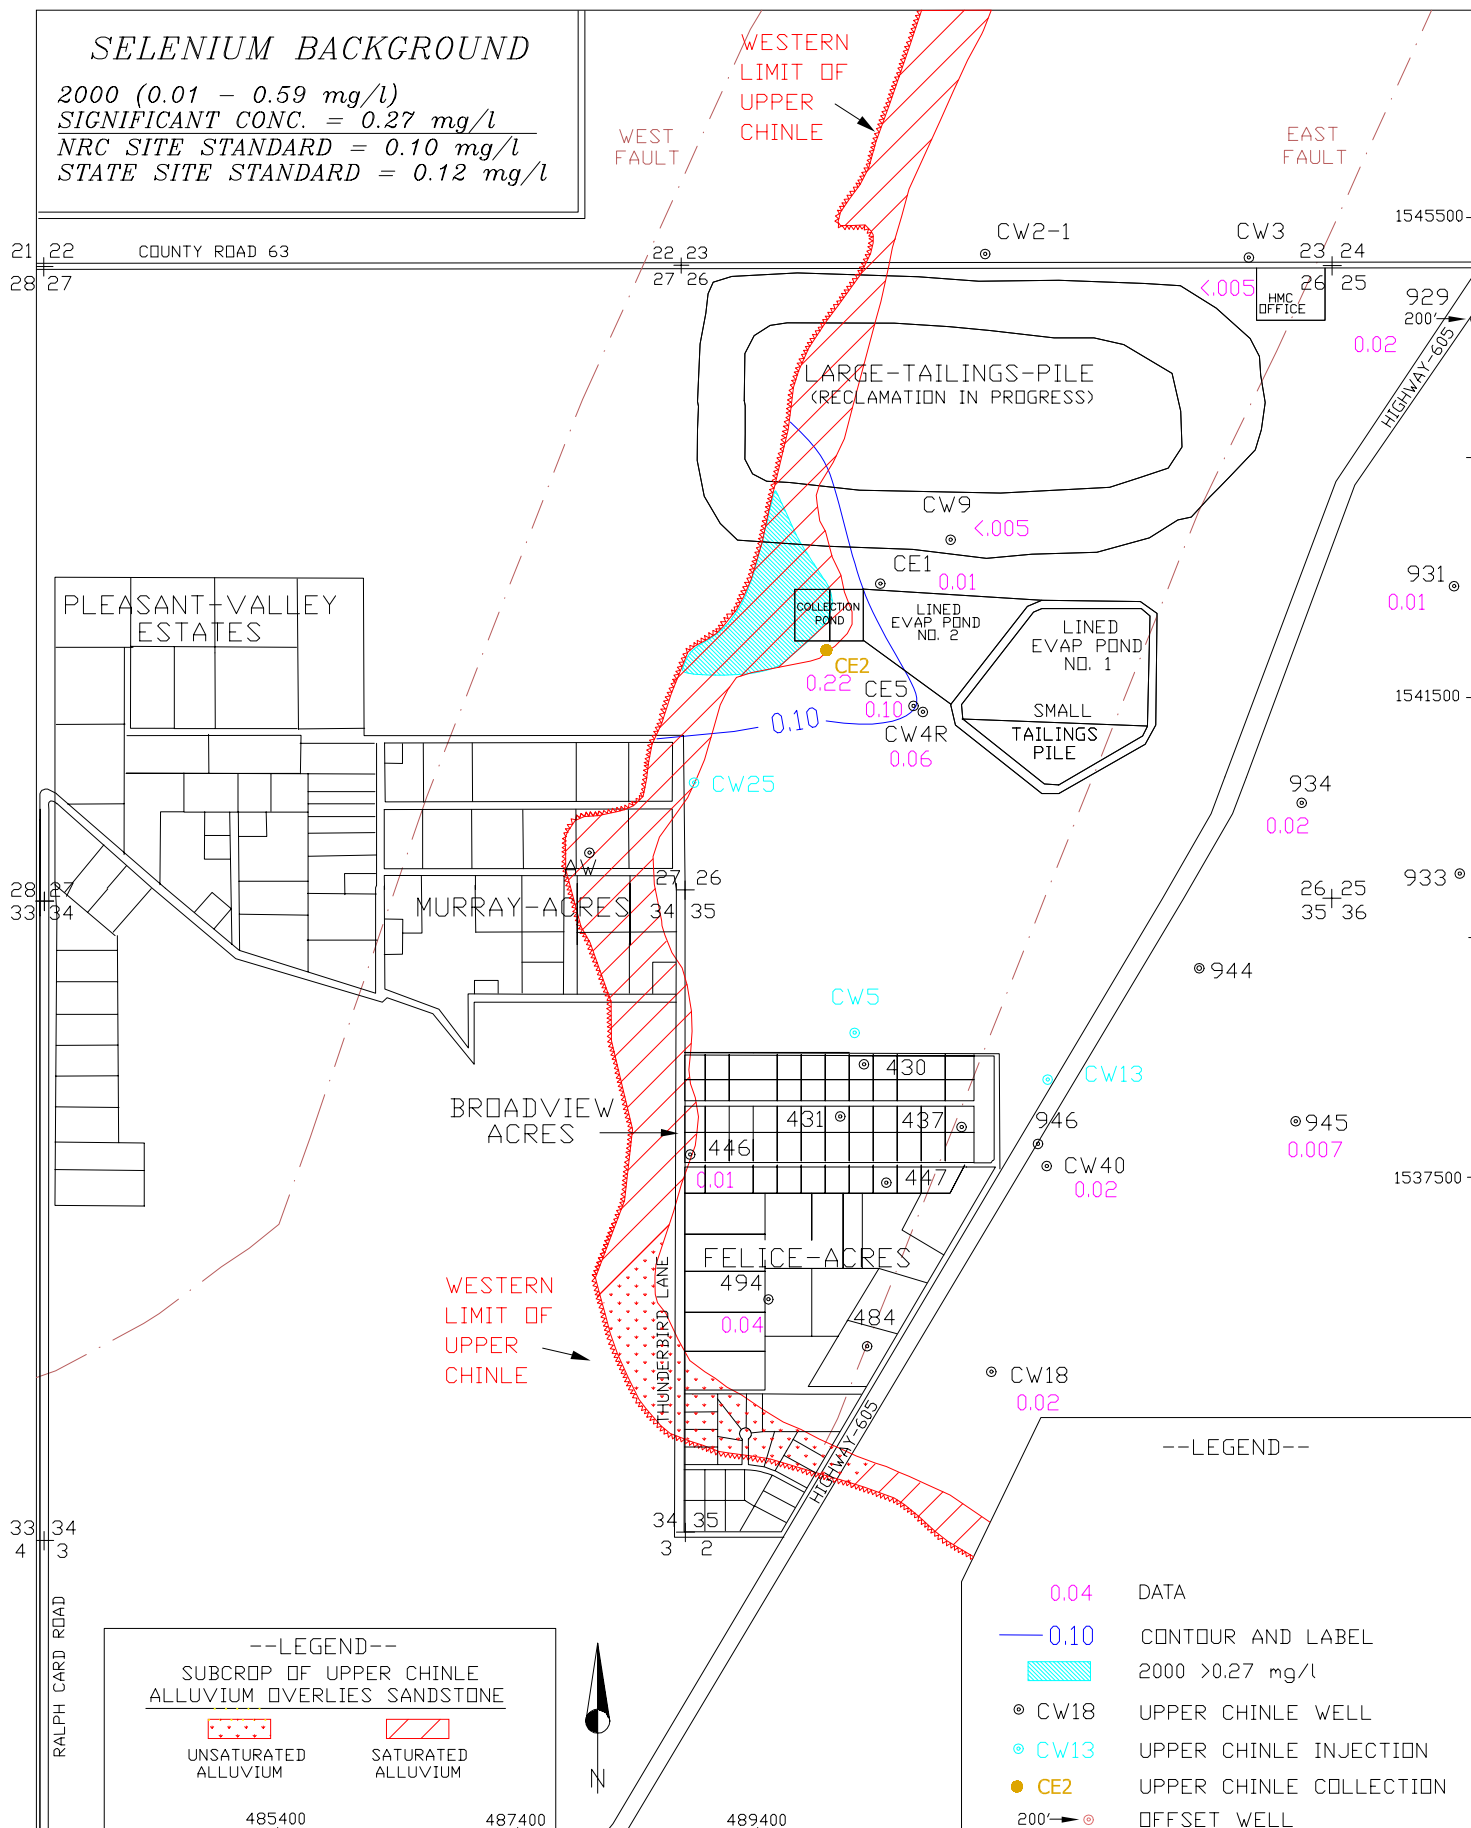 SELENIUM BACKGROUND
2000 (0.01 - 0.59 mg/l)
SIGNIFICANT CONC. = 0.27 mg/l
NRC SITE STANDARD = 0.10 mg/l
STATE SITE STANDARD = 0.12 mg/l
WESTERN
LIMIT OF
UPPER
CHINLE
WEST
FAULT
EAST
FAULT
1545500
CW2-1
CW3
21 22
28 27
COUNTY ROAD 63
22 23
27 26
23 24
26 25
<.005
HMC
OFFICE
929
200'
0.02
HIGHWAY-605
LARGE-TAILINGS-PILE
(RECLAMATION IN PROGRESS)
CW9
<.005
CE1
0.01
931
0.01
PLEASANT-VALLEY
ESTATES
COLLECTION
POND
LINED
EVAP POND
NO. 2
LINED
EVAP POND
NO. 1
CE2
0.22
CE5
0.10
1541500
SMALL
TAILINGS
PILE
0.10
CW4R
0.06
CW25
934
0.02
AW
933
28 27
33 34
27 26
34 35
26 25
35 36
MURRAY-ACRES
944
CW5
430
CW13
BROADVIEW
ACRES
431
437
946
945
0.007
446
0.01
447
CW40
0.02
1537500
FELICE-ACRES
WESTERN
LIMIT OF
UPPER
CHINLE
THUNDERBIRD LANE
494
0.04
484
CW18
0.02
HIGHWAY-605
33 34
4 3
34 35
3 2
RALPH CARD ROAD
--LEGEND--
SUBCROP OF UPPER CHINLE
ALLUVIUM OVERLIES SANDSTONE
UNSATURATED
ALLUVIUM
SATURATED
ALLUVIUM
N
485400
487400
489400
--LEGEND--
0.04 DATA
0.10 CONTOUR AND LABEL
2000 >0.27 mg/l
CW18 UPPER CHINLE WELL
CW13 UPPER CHINLE INJECTION
CE2 UPPER CHINLE COLLECTION
200' OFFSET WELL